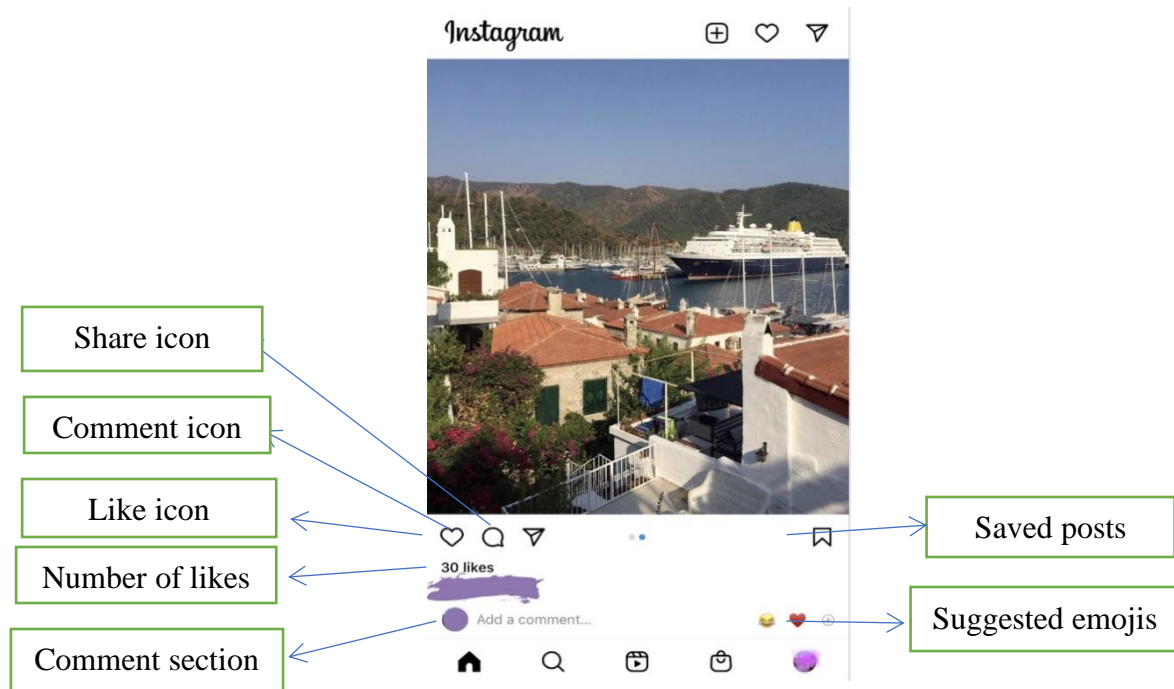 Instagram
Share icon
Comment icon
Like icon
Saved posts
Number of likes
30 likes
Suggested emojis
Add a comment...
Comment section